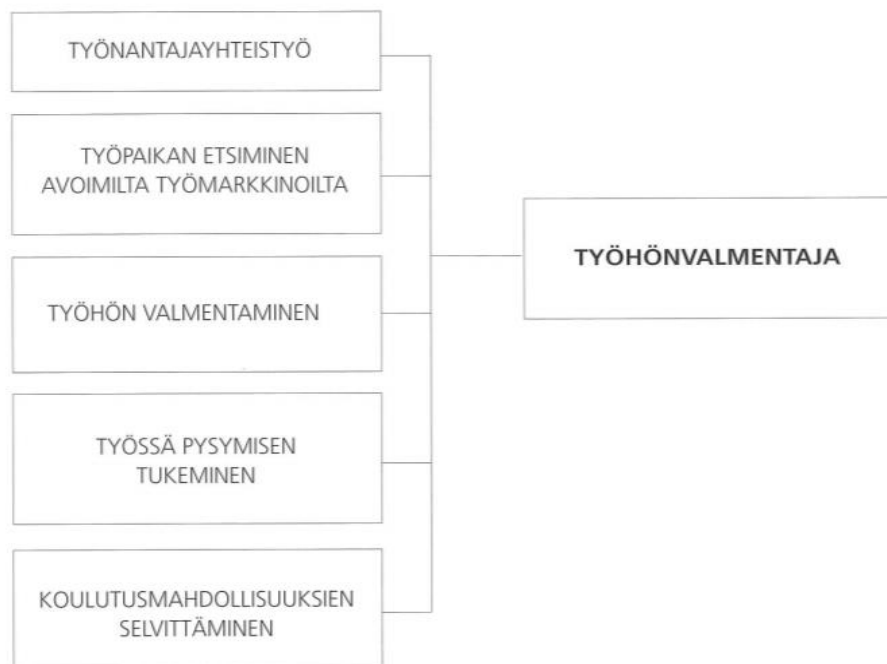 TYÖNANTAJAYHTEISTYÖ
TYÖPAIKAN ETSIMINEN
AVOIMILTA TYÖMARKKINOILTA
TYÖHÖN VALMENTAMINEN
TYÖSSÄ PYSYMISEN
TUKEMINEN
KOULUTUSMAHDOLLISUUKSIEN
SELVITTÄMINEN
TYÖHÖNVALMENTAJA